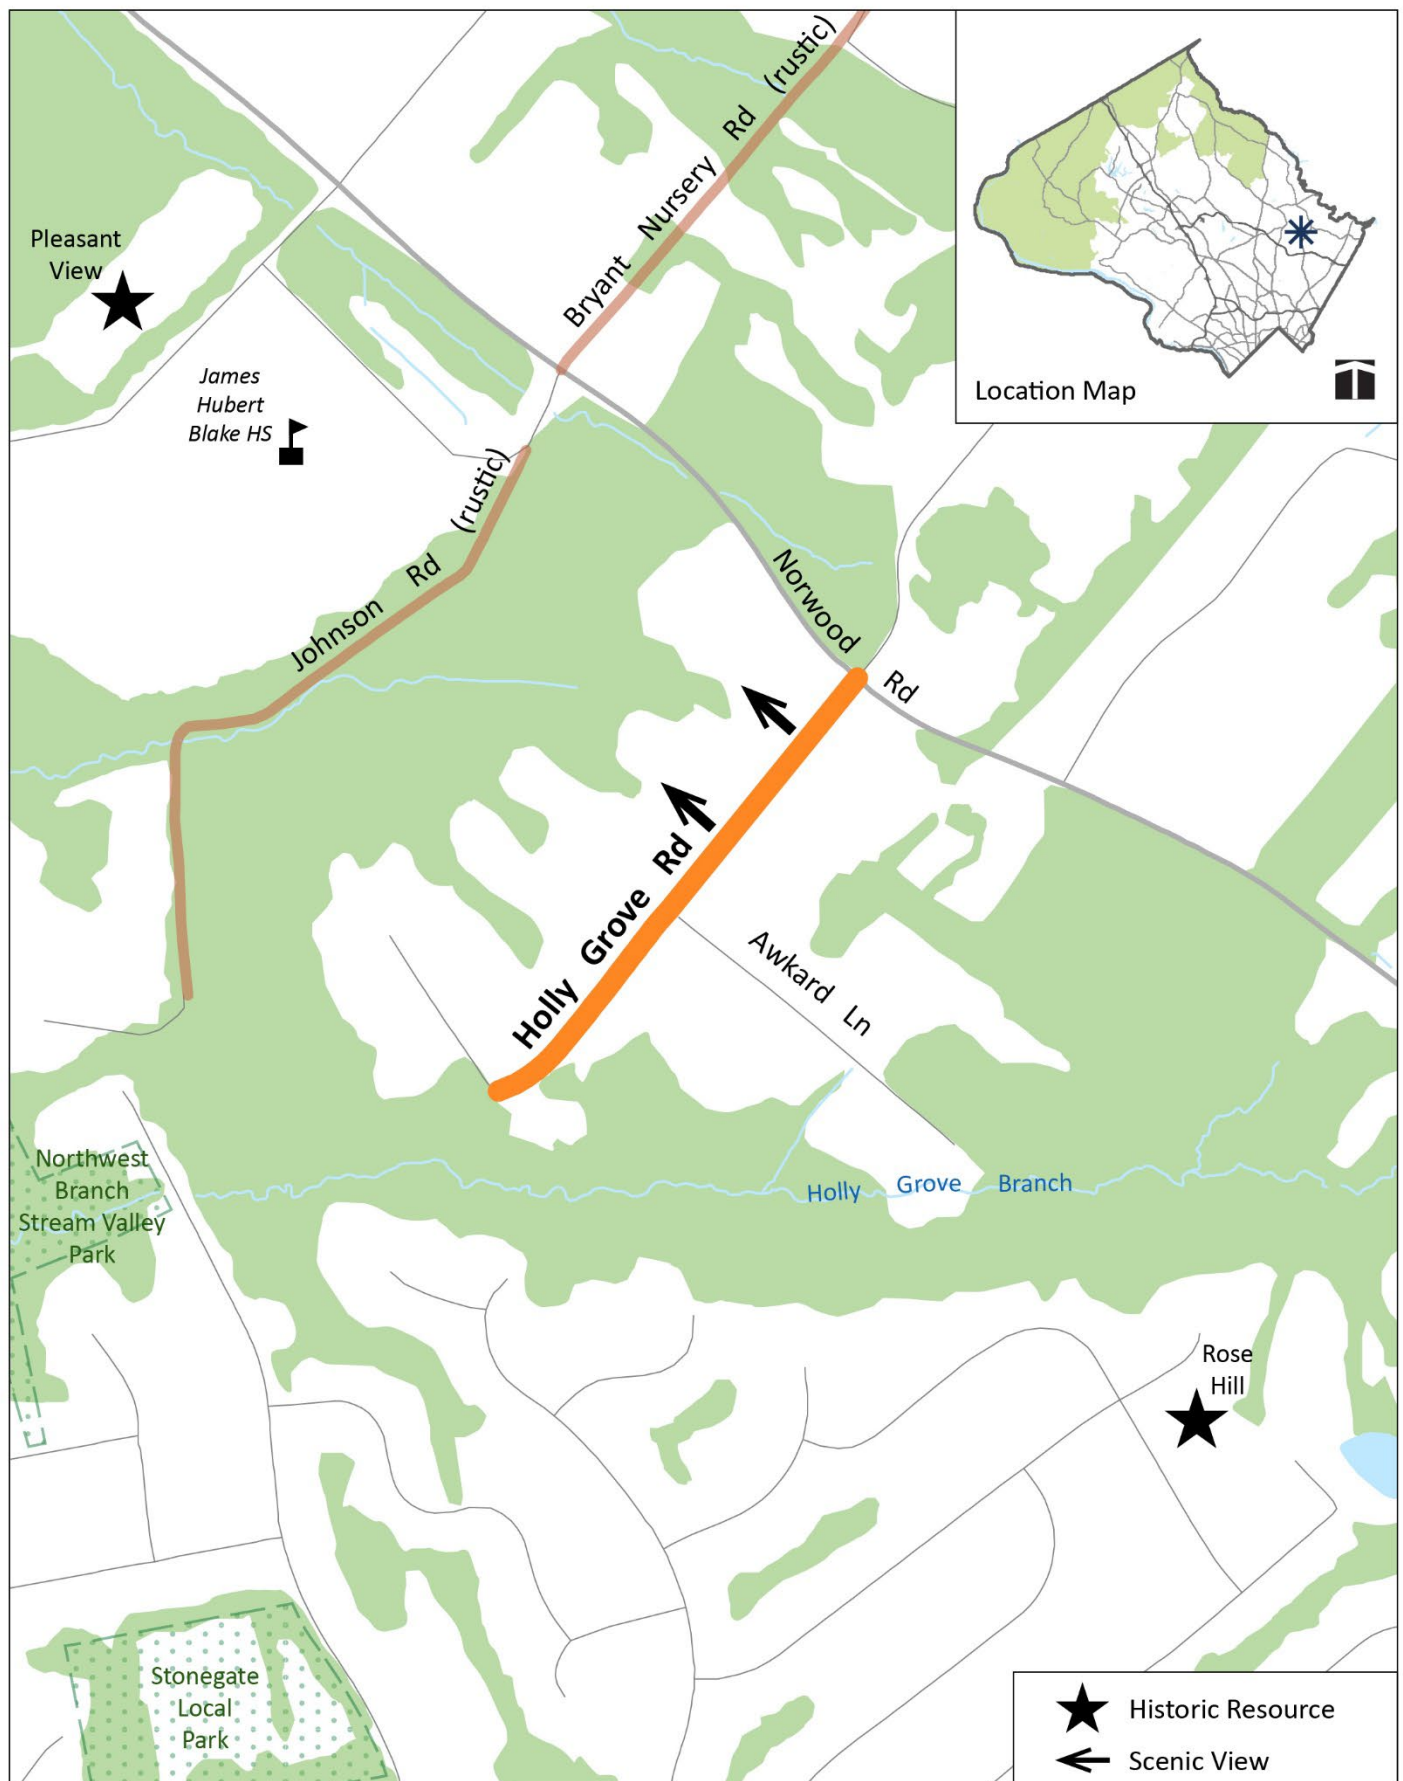 Bryant Nursery Rd (rustic)
Location Map
Pleasant
View
James
Hubert
Blake HS
Johnson Rd (rustic)
Norwood Rd
Holly Grove Rd
Awkard Ln
Northwest
Branch
Stream Valley
Park
Holly Grove Branch
Rose
Hill
Stonegate
Local
Park
Historic Resource
Scenic View